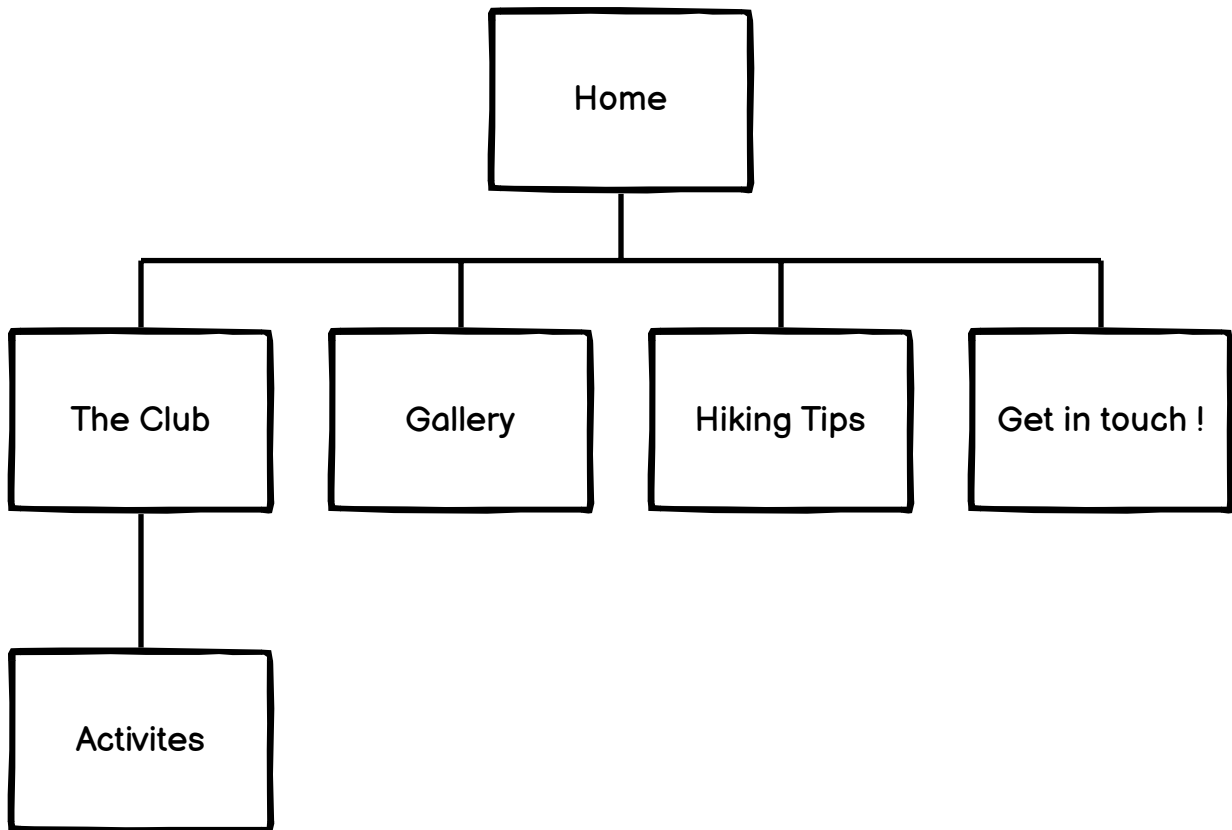 Home
The Club
Gallery
Hiking Tips
Get in touch !
Activites